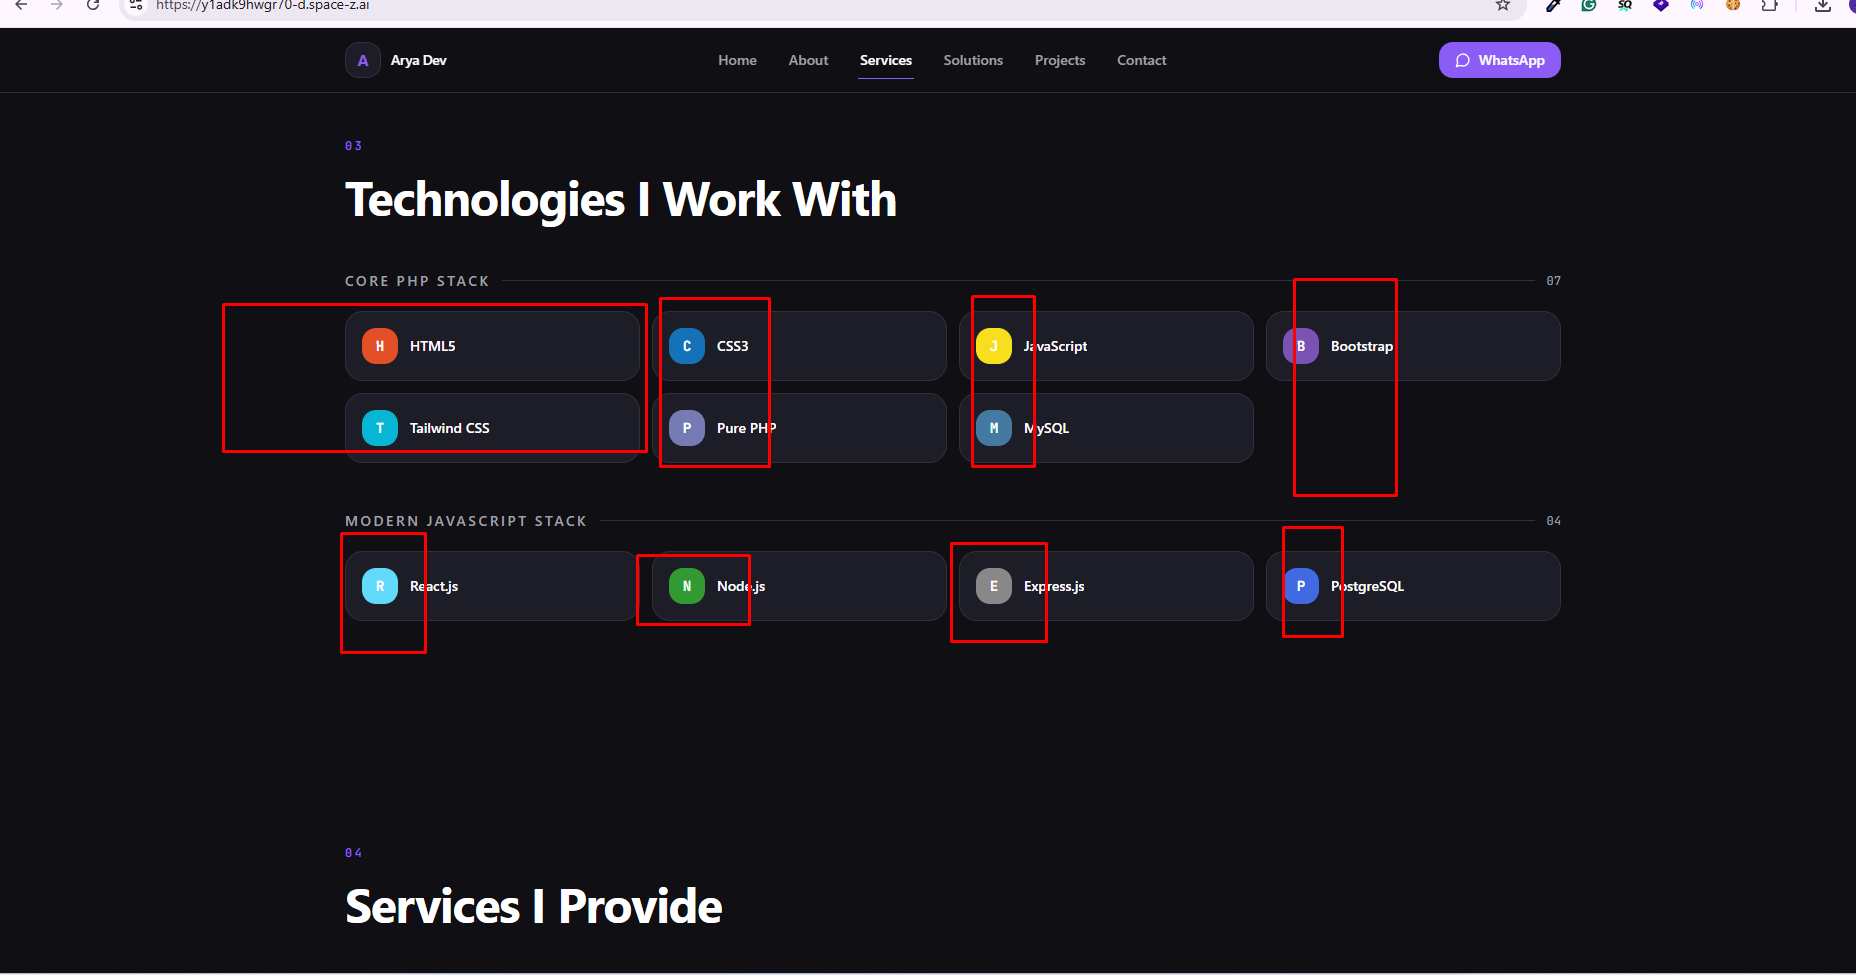 https://y1adk9hwgr70-d.space-z.ai
A Arya Dev Home About Services Solutions Projects Contact WhatsApp
03
Technologies I Work With
CORE PHP STACK 07
H HTML5 C CSS3 J JavaScript B Bootstrap
T Tailwind CSS P Pure PHP M MySQL
MODERN JAVASCRIPT STACK 04
R React.js N Node.js E Express.js P PostgreSQL
04
Services I Provide